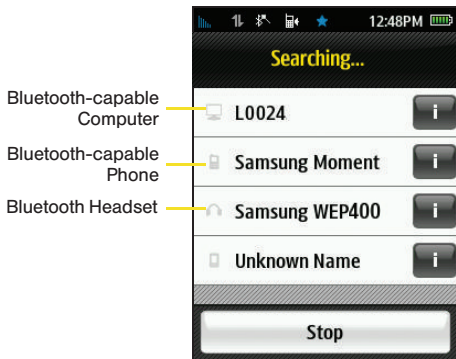 12:48PM
Searching...
Bluetooth-capable
Computer
L0024
i
Bluetooth-capable
Phone
Samsung Moment
i
Bluetooth Headset
Samsung WEP400
i
Unknown Name
i
Stop